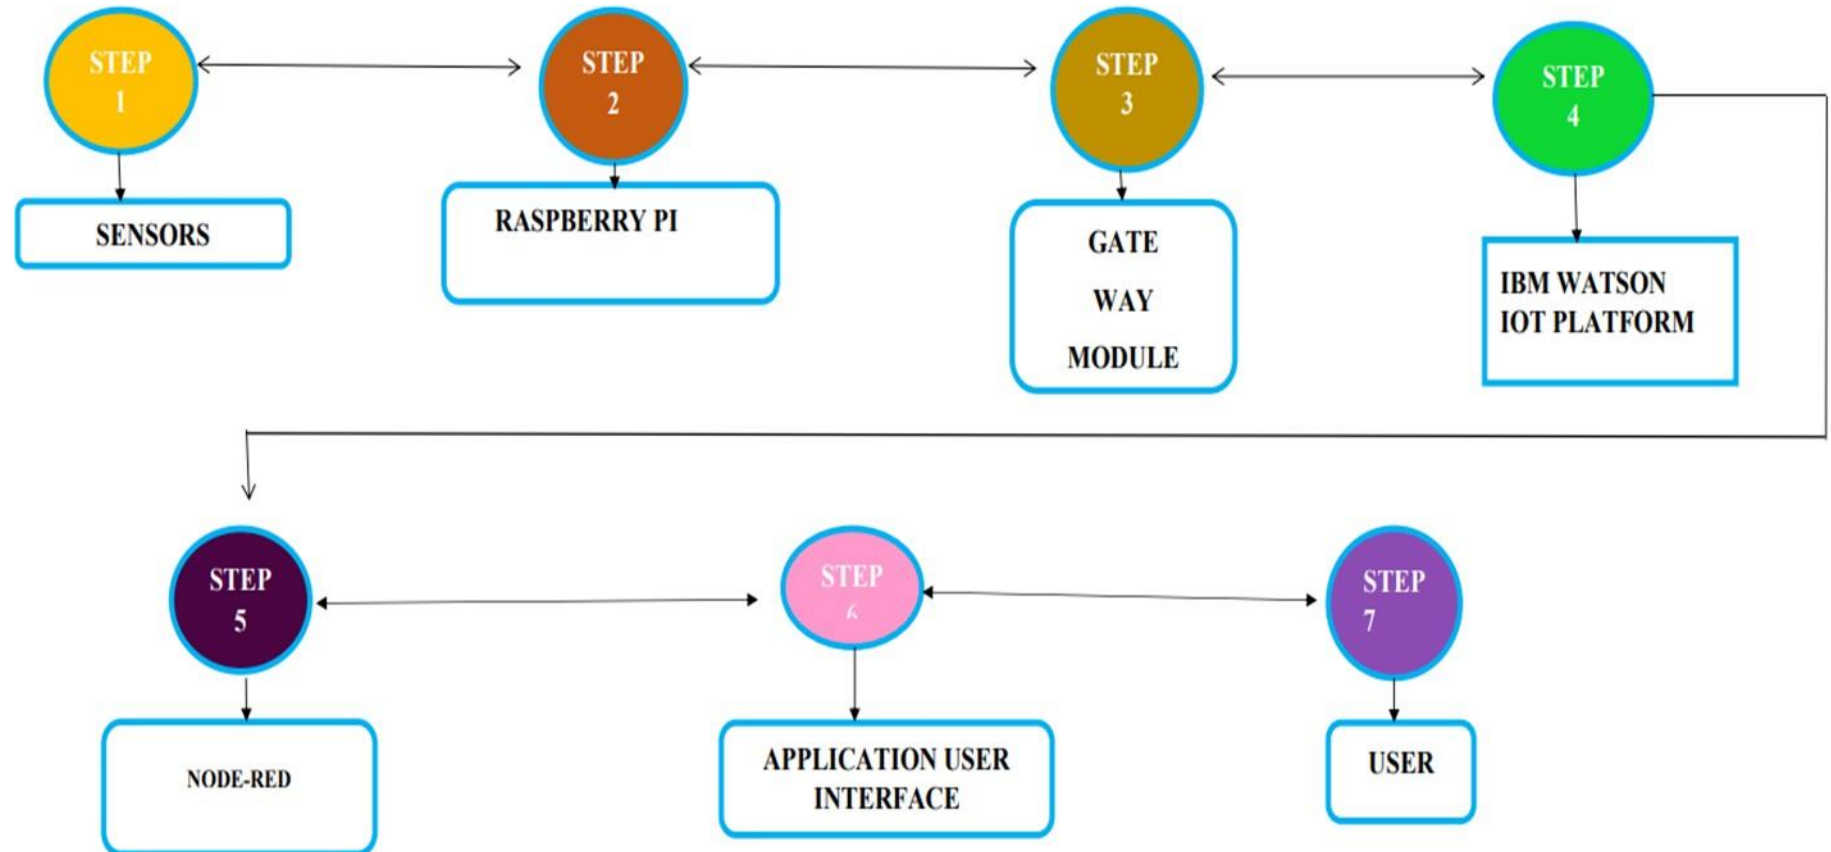 STEP
1
STEP
2
STEP
3
STEP
4
SENSORS
RASPBERRY PI
GATE
WAY
MODULE
IBM WATSON
IOT PLATFORM
STEP
5
STEP
6
STEP
7
NODE-RED
APPLICATION USER
INTERFACE
USER